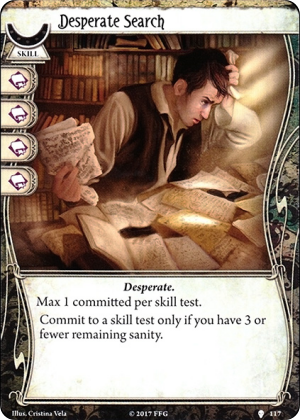 Desperate Search
SKILL
Desperate.
Max 1 committed per skill test.
Commit to a skill test only if you have 3 or
fewer remaining sanity.
Illus. Cristina Vela
© 2017 FFG
117